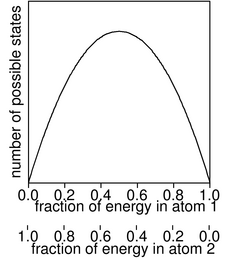 number of possible states
0.0 0.2 0.4 0.6 0.8 1.0
fraction of energy in atom 1
1.0 0.8 0.6 0.4 0.2 0.0
fraction of energy in atom 2